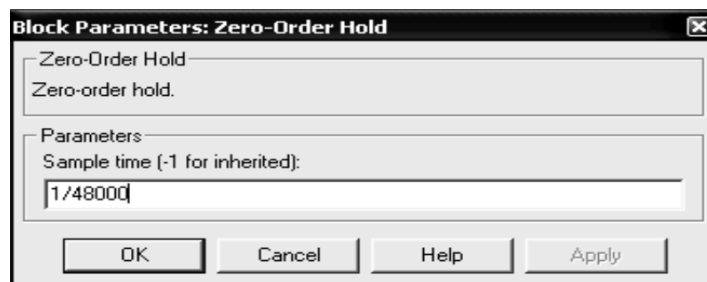 Block Parameters: Zero-Order Hold
Zero-Order Hold
Zero-order hold.
Parameters
Sample time (-1 for inherited):
1/48000
OK Cancel Help Apply